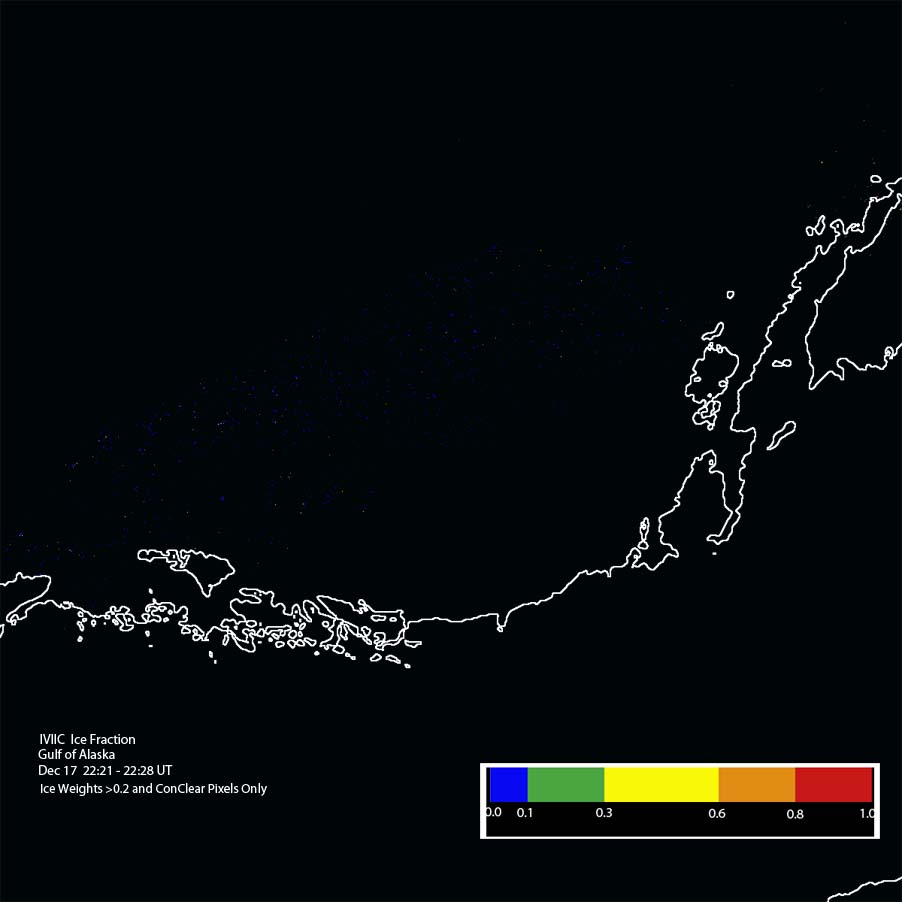 IVIIC Ice Fraction
Gulf of Alaska
Dec 17 22:21 - 22:28 UT
Ice Weights >0.2 and ConClear Pixels Only
0.0 0.1 0.3 0.6 0.8 1.0